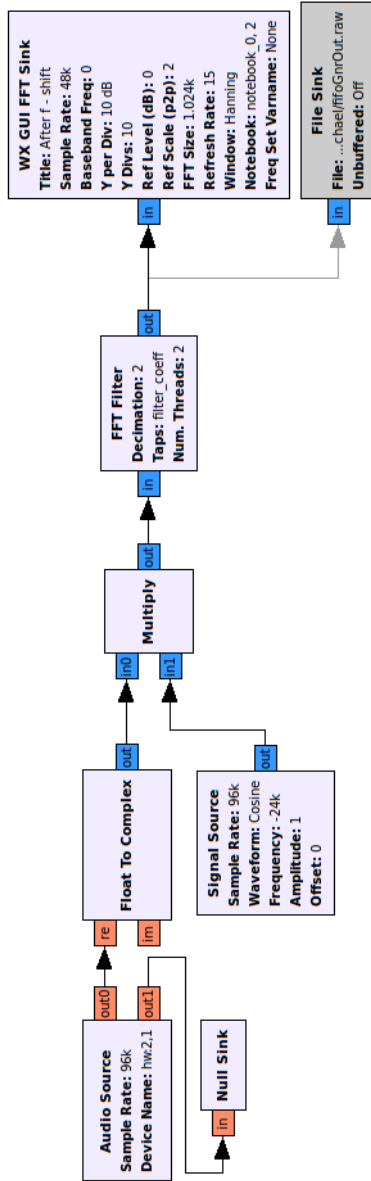 Audio Source
Sample Rate: 96k
Device Name: hw:2,1
out0
out1
in
Null Sink
re
im
Float To Complex
out
Signal Source
Sample Rate: 96k
Waveform: Cosine
Frequency: -24k
Amplitude: 1
Offset: 0
out
in0
in1
Multiply
out
in
FFT Filter
Decimation: 2
Taps: filter_coeff
Num. Threads: 2
out
in
WX GUI FFT Sink
Title: After f - shift
Sample Rate: 48k
Baseband Freq: 0
Y per Div: 10 dB
Y Divs: 10
Ref Level (dB): 0
Ref Scale (p2p): 2
FFT Size: 1.024k
Refresh Rate: 15
Window: Hanning
Notebook: notebook_0, 2
Freq Set Varname: None
in
File Sink
File: ...chael/fifoGnrOut.raw
Unbuffered: Off